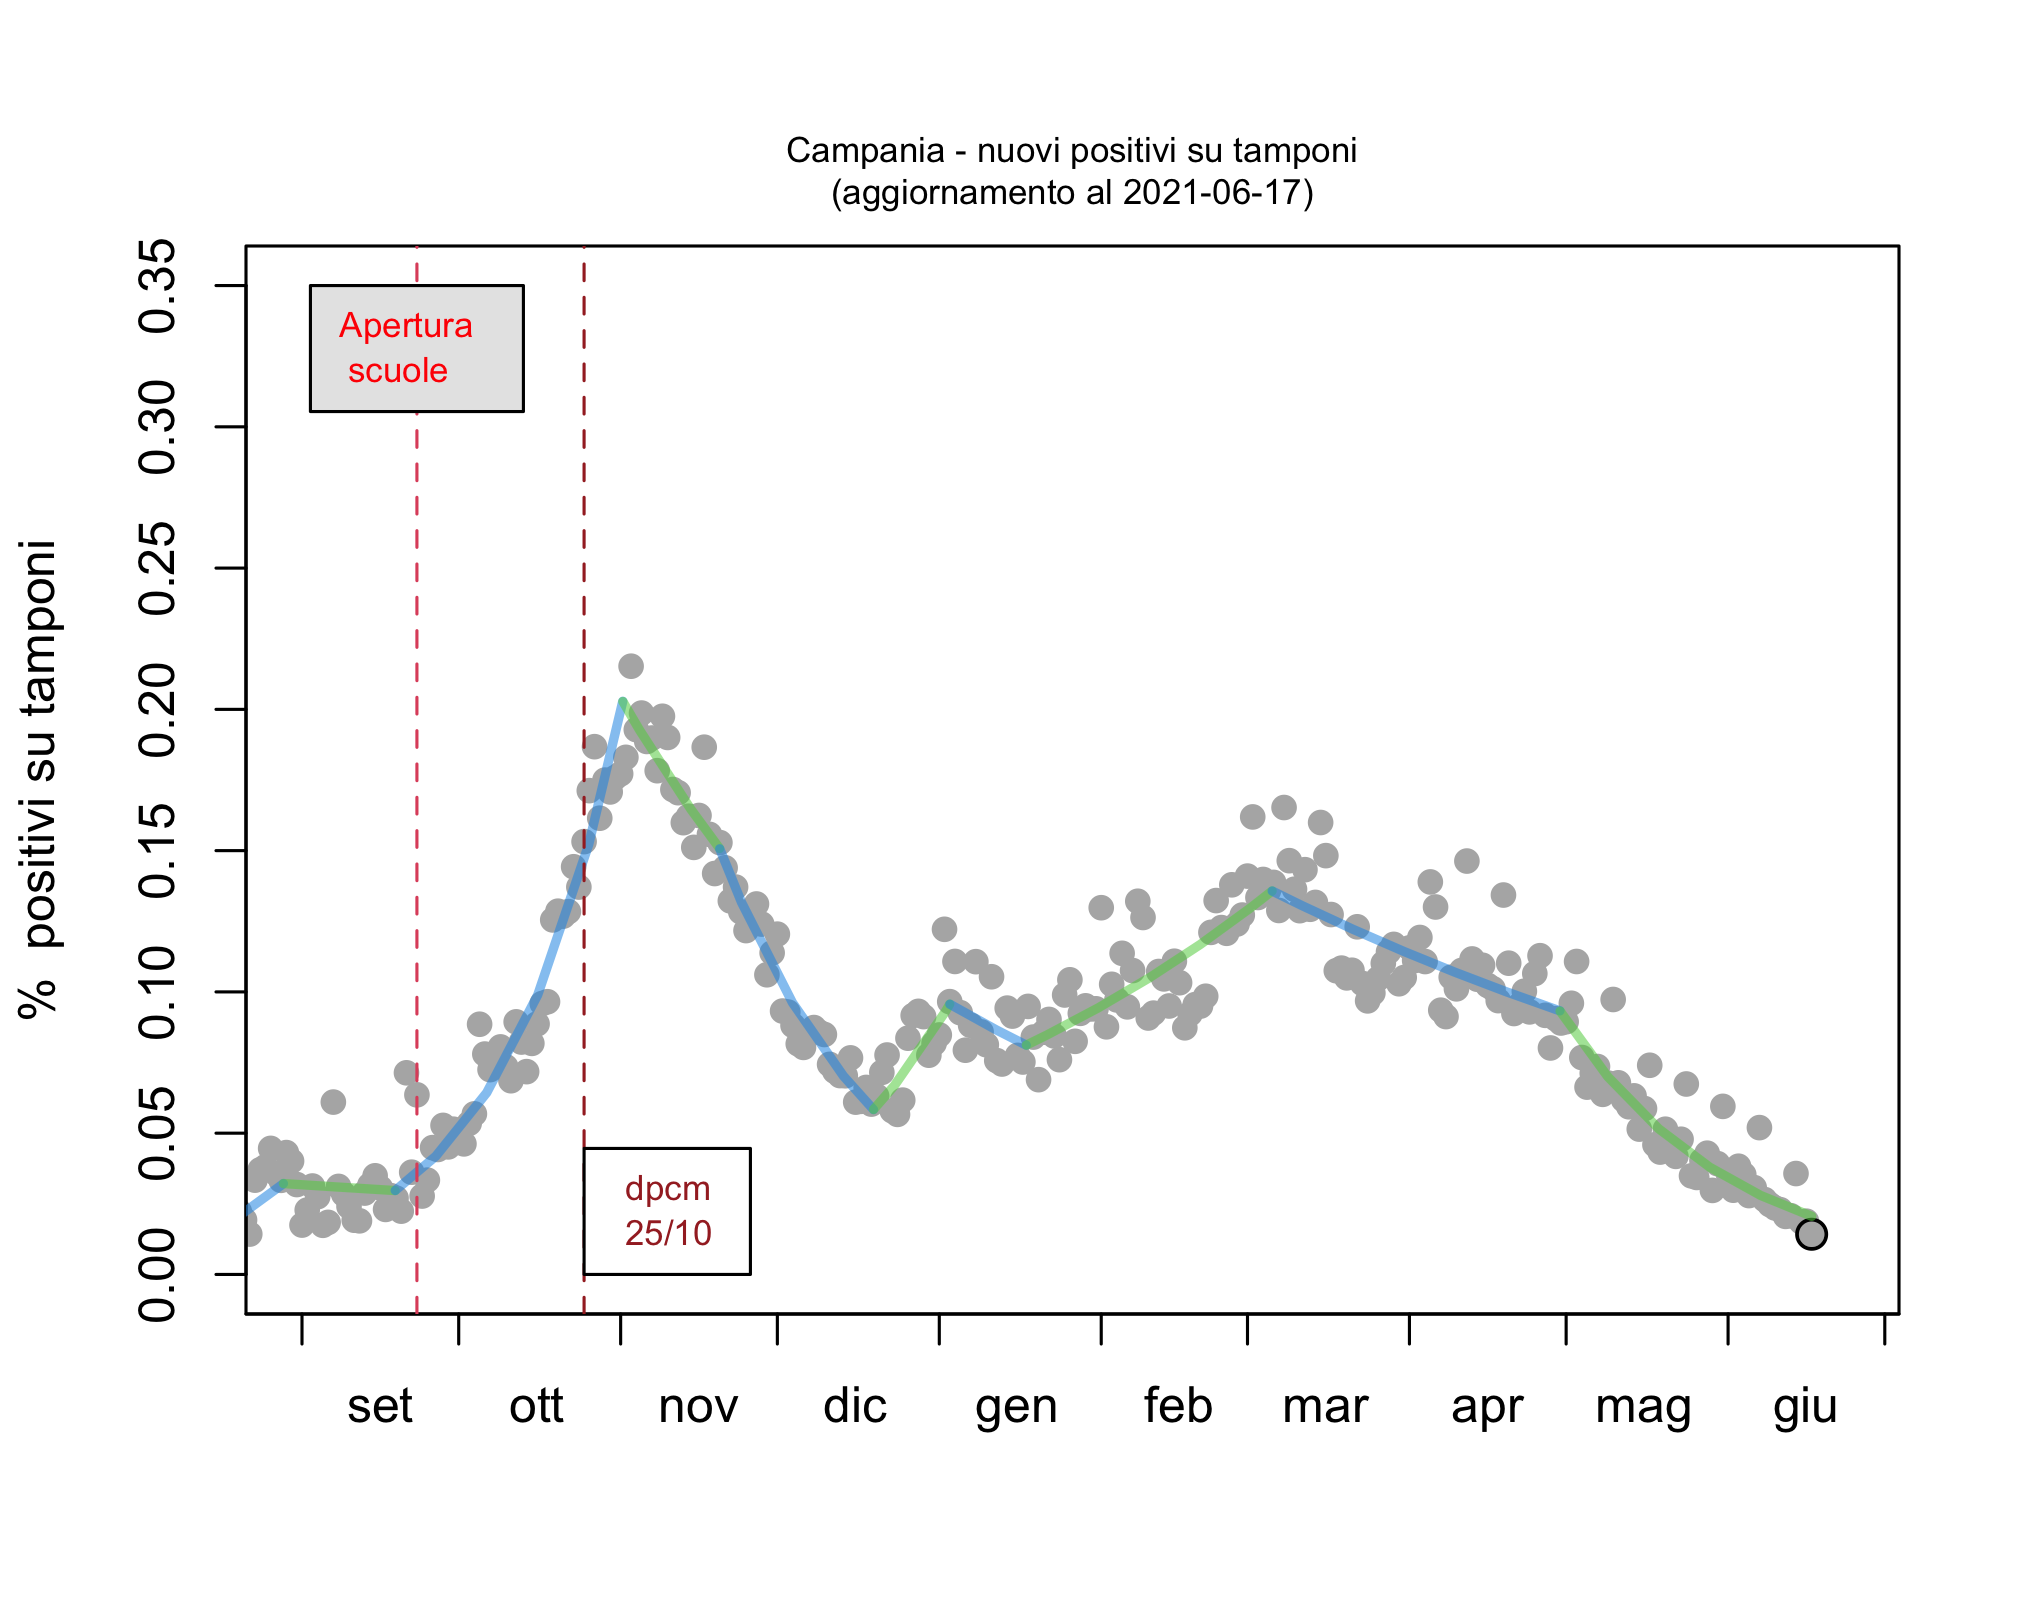 Campania - nuovi positivi su tamponi
(aggiornamento al 2021-06-17)
% positivi su tamponi
0.35
0.30
0.25
0.20
0.15
0.10
0.05
0.00
Apertura
scuole
dpcm
25/10
set ott nov dic gen feb mar apr mag giu